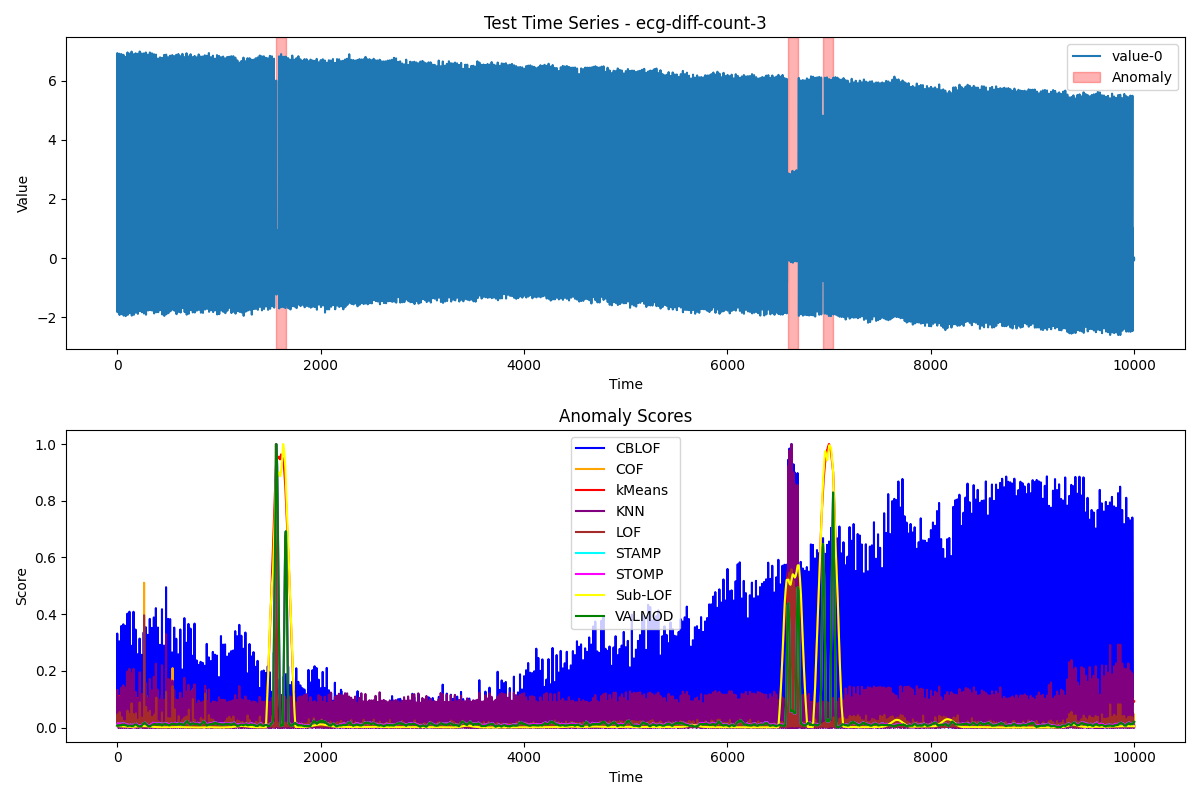 Test Time Series - ecg-diff-count-3
Value
6
4
2
0
−2
value-0
Anomaly
0 2000 4000 6000 8000 10000
Time
Anomaly Scores
Score
1.0
0.8
0.6
0.4
0.2
0.0
CBLOF
COF
kMeans
KNN
LOF
STAMP
STOMP
Sub-LOF
VALMOD
0 2000 4000 6000 8000 10000
Time